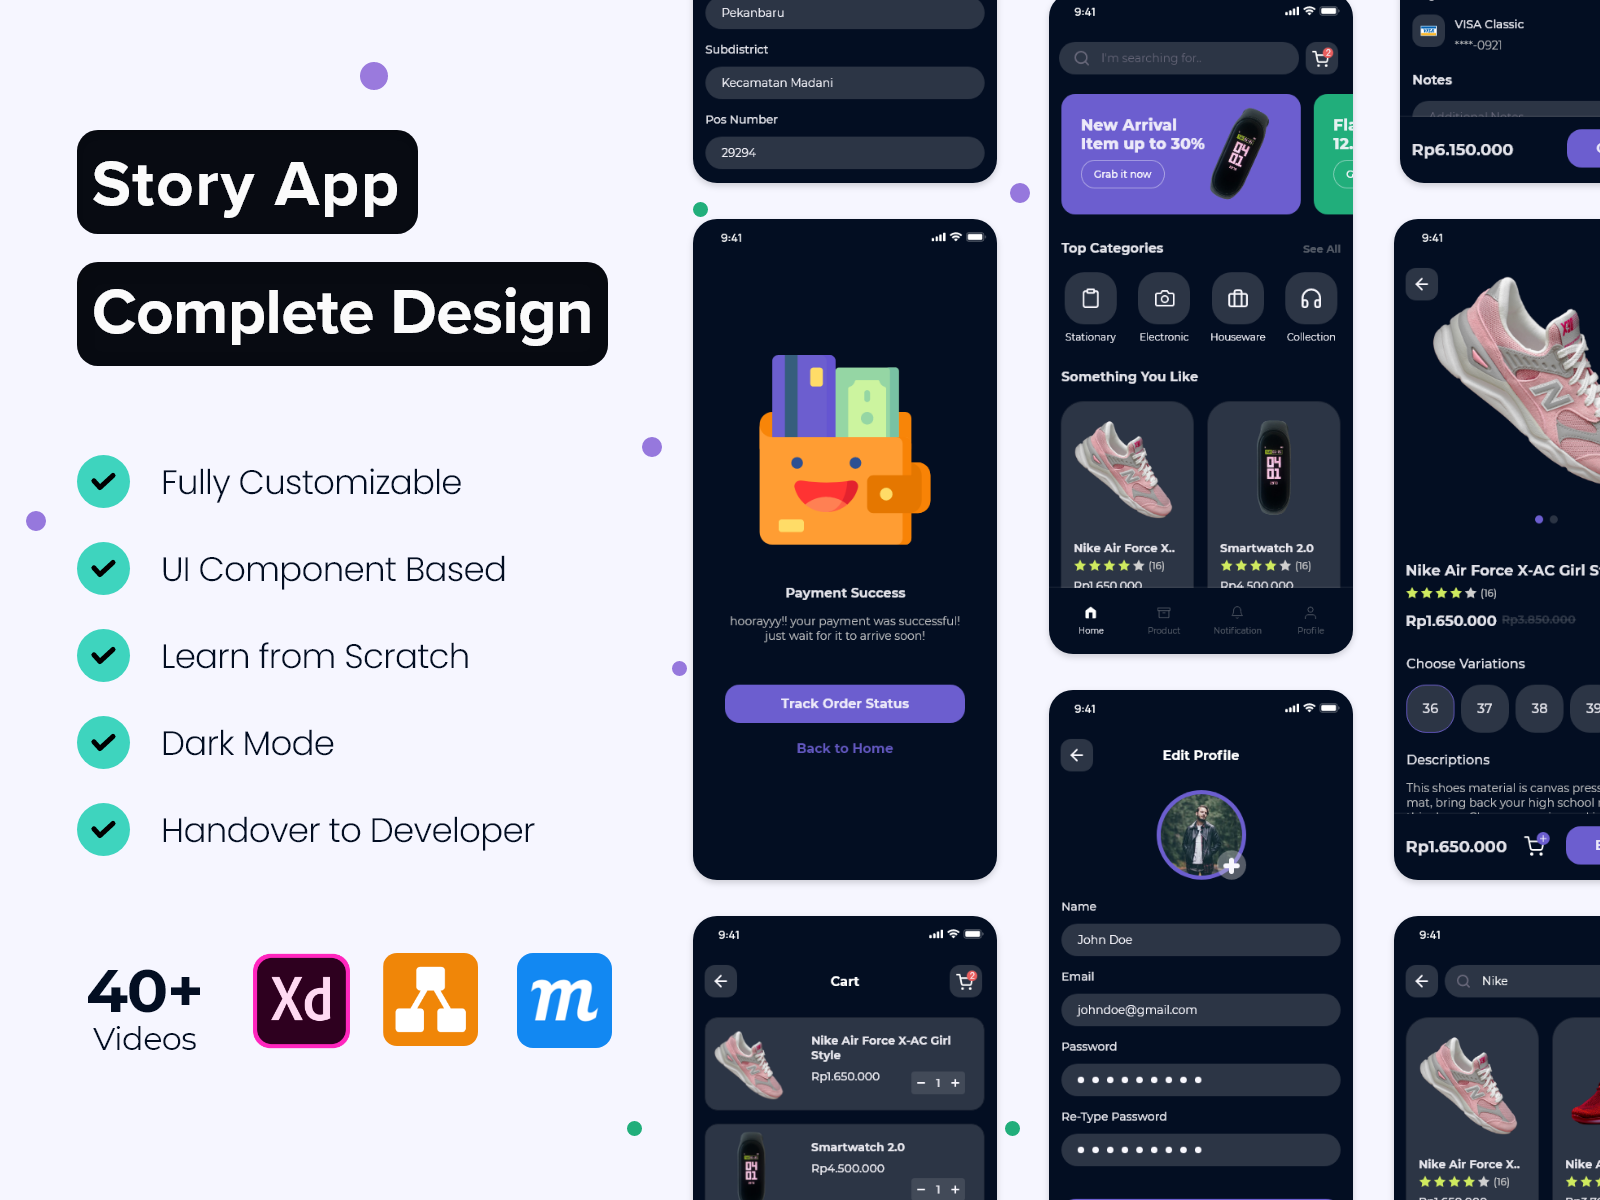 Story App
Complete Design
Fully Customizable
UI Component Based
Learn from Scratch
Dark Mode
Handover to Developer
40+
Videos
Xd
m
Pekanbaru
Subdistrict
Kecamatan Madani
Pos Number
29294
9:41
Payment Success
hoorayyy!! your payment was successful!
just wait for it to arrive soon!
Track Order Status
Back to Home
9:41
Cart
2
Nike Air Force X-AC Girl
Style
Rp1.650.000
− 1 +
Smartwatch 2.0
Rp4.500.000
− 1 +
9:41
I'm searching for..
2
New Arrival
Item up to 30%
Grab it now
12.
Top Categories
See All
Stationary
Electronic
Houseware
Collection
Something You Like
Nike Air Force X..
(16)
Rp1.650.000
Smartwatch 2.0
(16)
Rp4.500.000
Home
Product
Notification
Profile
9:41
Edit Profile
Name
John Doe
Email
johndoe@gmail.com
Password
Re-Type Password
VISA Classic
****-0921
Notes
Additional Notes
Rp6.150.000
9:41
Nike Air Force X-AC Girl
(16)
Rp1.650.000 Rp3.850.000
Choose Variations
36
37
38
39
Descriptions
This shoes material is canvas
mat, bring back your high school
Rp1.650.000
9:41
Nike
Nike Air Force X..
(16)